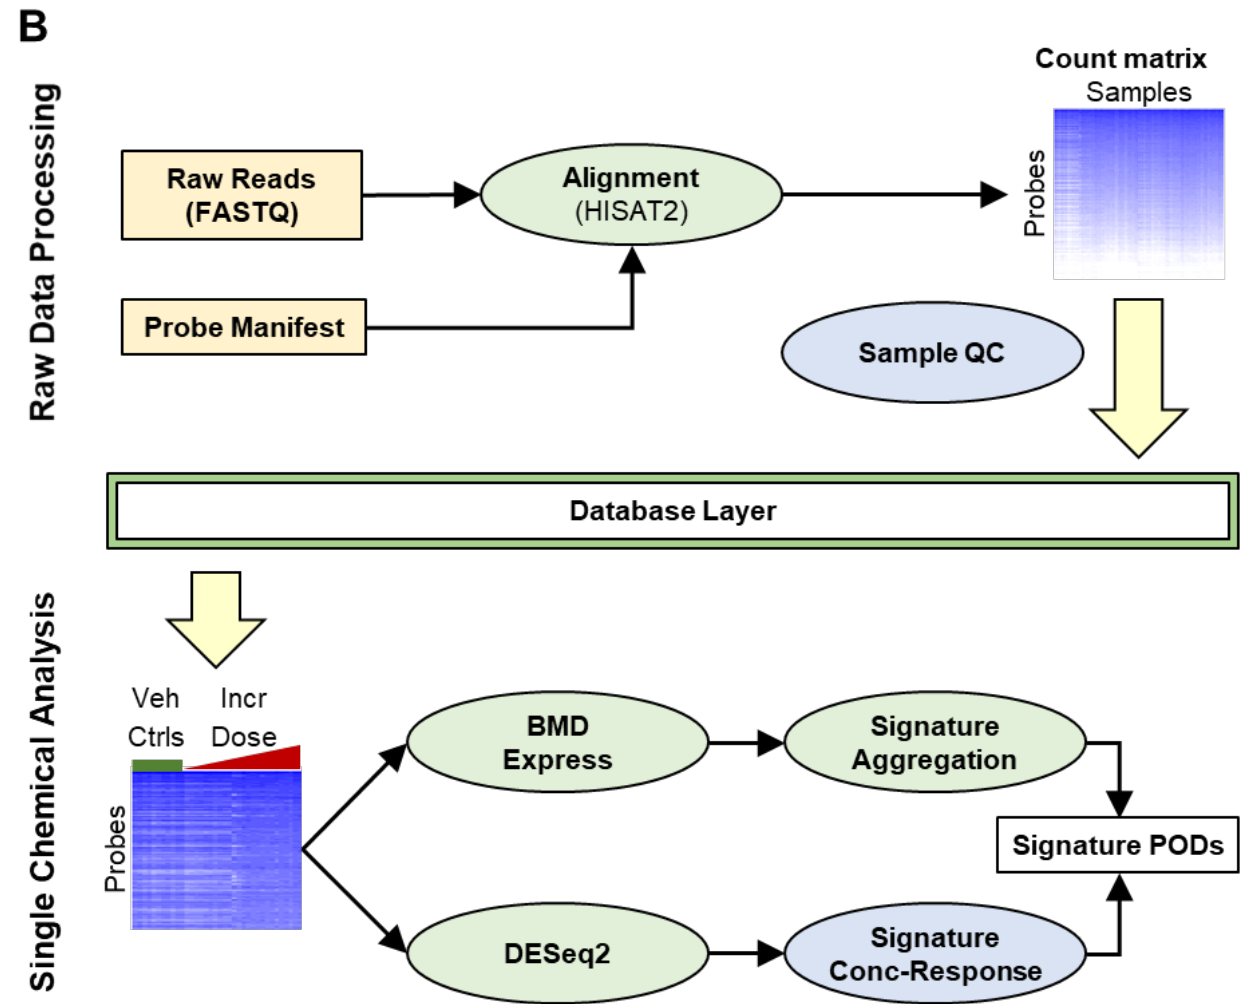 B
Raw Data Processing
Count matrix
Samples
Probes
Raw Reads
(FASTQ)
Alignment
(HISAT2)
Probe Manifest
Sample QC
Database Layer
Single Chemical Analysis
Veh
Ctrls
Incr
Dose
Probes
BMD
Express
Signature
Aggregation
Signature PODs
DESeq2
Signature
Conc-Response